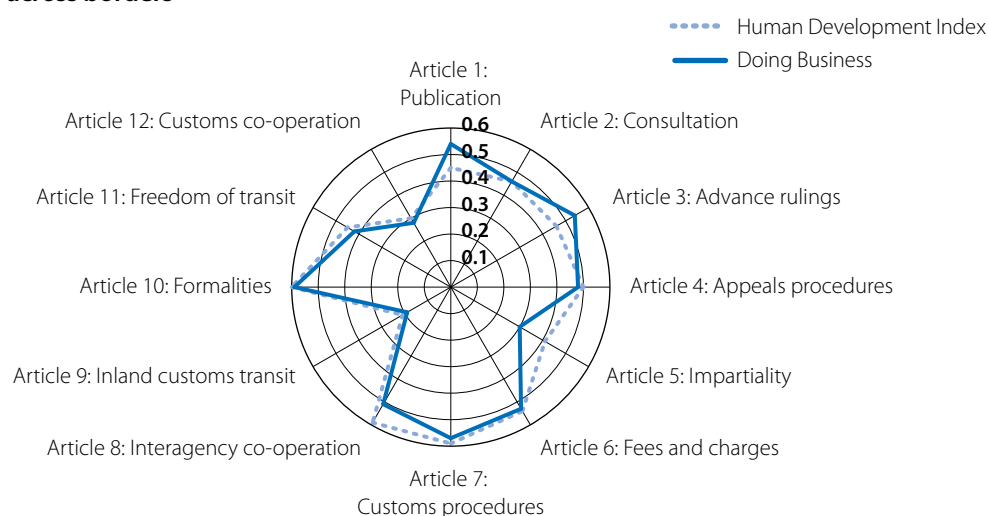 across borders
Human Development Index
Doing Business
Article 1:
Publication
Article 12: Customs co-operation
Article 2: Consultation
0.6
0.5
0.4
0.3
0.2
0.1
Article 11: Freedom of transit
Article 3: Advance rulings
Article 10: Formalities
Article 4: Appeals procedures
Article 9: Inland customs transit
Article 5: Impartiality
Article 8: Interagency co-operation
Article 6: Fees and charges
Article 7:
Customs procedures